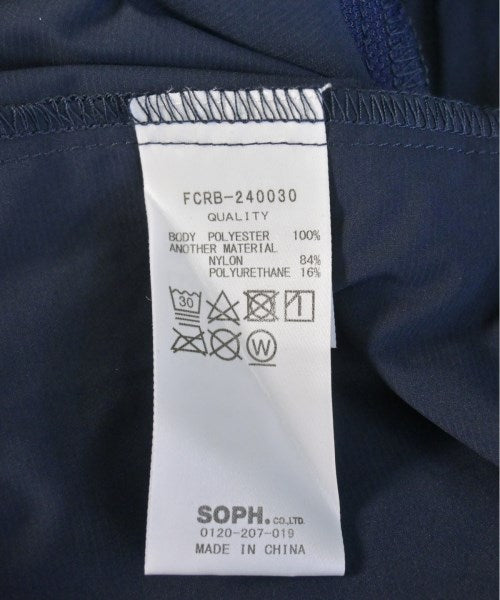 FCRB-240030
QUALITY
BODY POLYESTER 100%
ANOTHER MATERIAL
NYLON 84%
POLYURETHANE 16%
30
W
SOPH. CO.,LTD.
0120-207-019
MADE IN CHINA